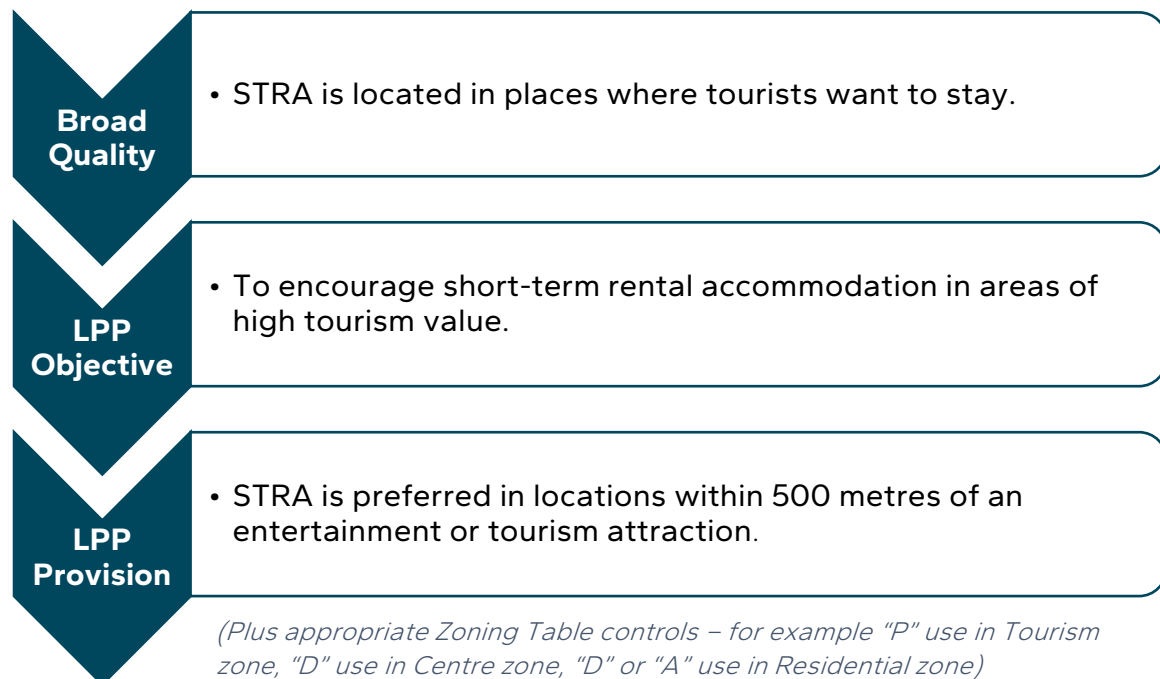 Broad
Quality
• STRA is located in places where tourists want to stay.
LPP
Objective
• To encourage short-term rental accommodation in areas of
high tourism value.
LPP
Provision
• STRA is preferred in locations within 500 metres of an
entertainment or tourism attraction.
(Plus appropriate Zoning Table controls – for example “P” use in Tourism
zone, “D” use in Centre zone, “D” or “A” use in Residential zone)